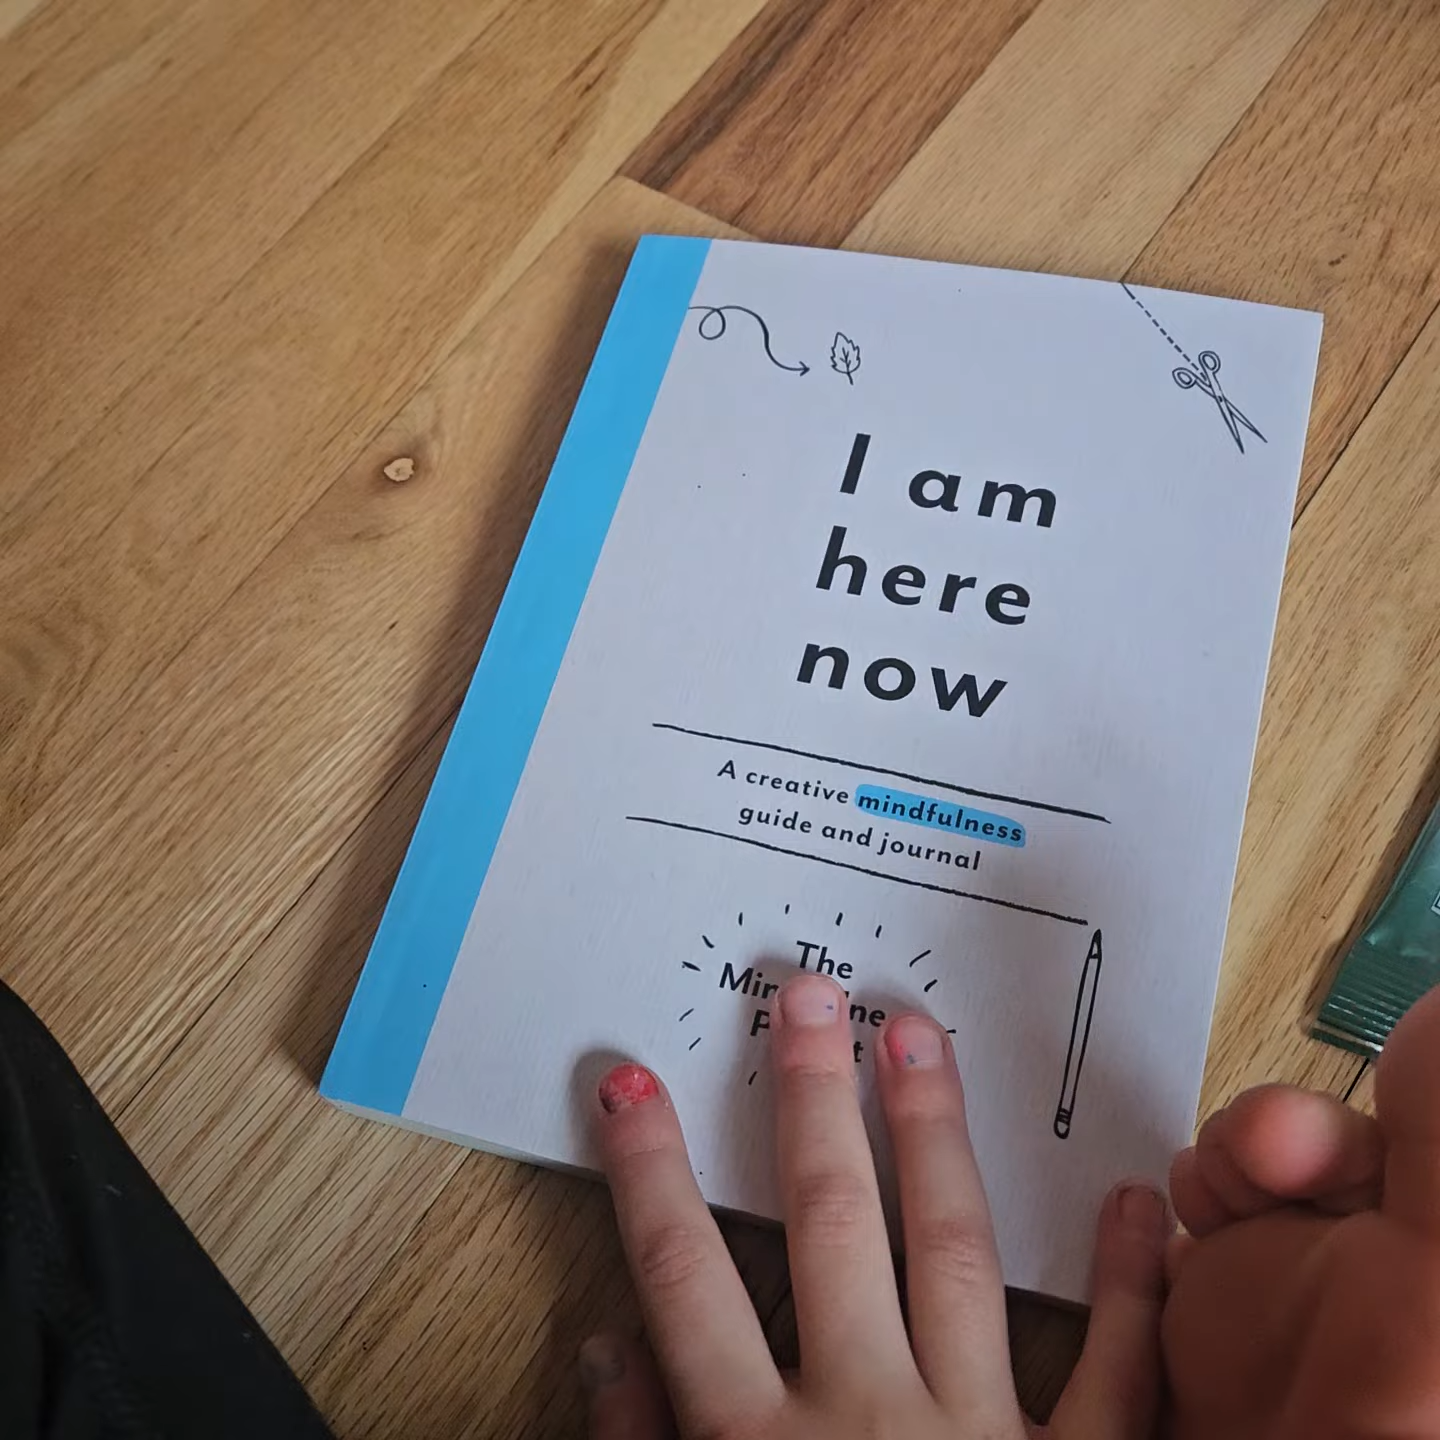 I am
here
now
A creative mindfulness
guide and journal
The